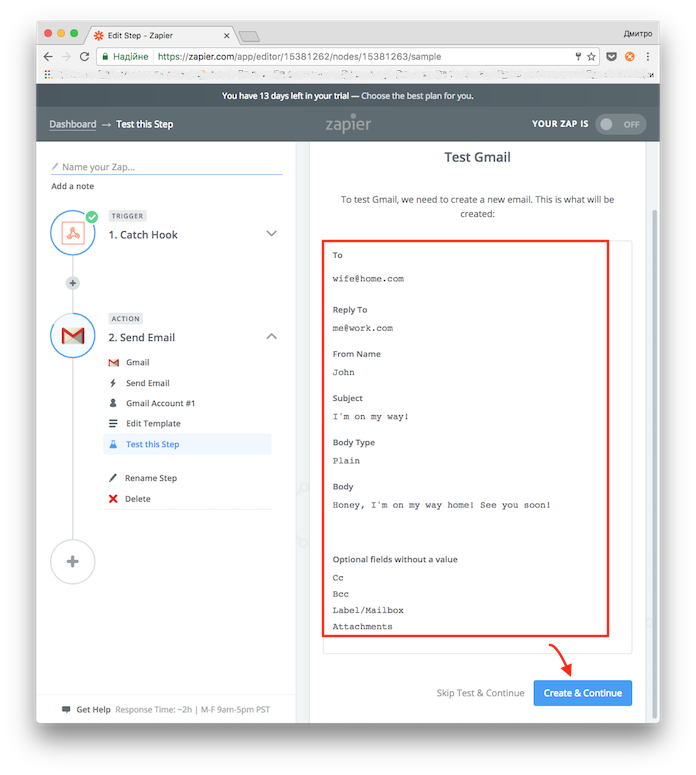 Edit Step - Zapier
Дмитро
Надійне https://zapier.com/app/editor/15381262/nodes/15381263/sample
You have 13 days left in your trial — Choose the best plan for you.
Dashboard → Test this Step
zapier
YOUR ZAP IS OFF
Name your Zap...
Add a note
TRIGGER
1. Catch Hook
ACTION
2. Send Email
Gmail
Send Email
Gmail Account #1
Edit Template
Test this Step
Rename Step
Delete
Get Help Response Time: ~2h | M-F 9am-5pm PST
Test Gmail
To test Gmail, we need to create a new email. This is what will be
created:
To
wife@home.com
Reply To
me@work.com
From Name
John
Subject
I'm on my way!
Body Type
Plain
Body
Honey, I'm on my way home! See you soon!
Optional fields without a value
Cc
Bcc
Label/Mailbox
Attachments
Skip Test & Continue
Create & Continue